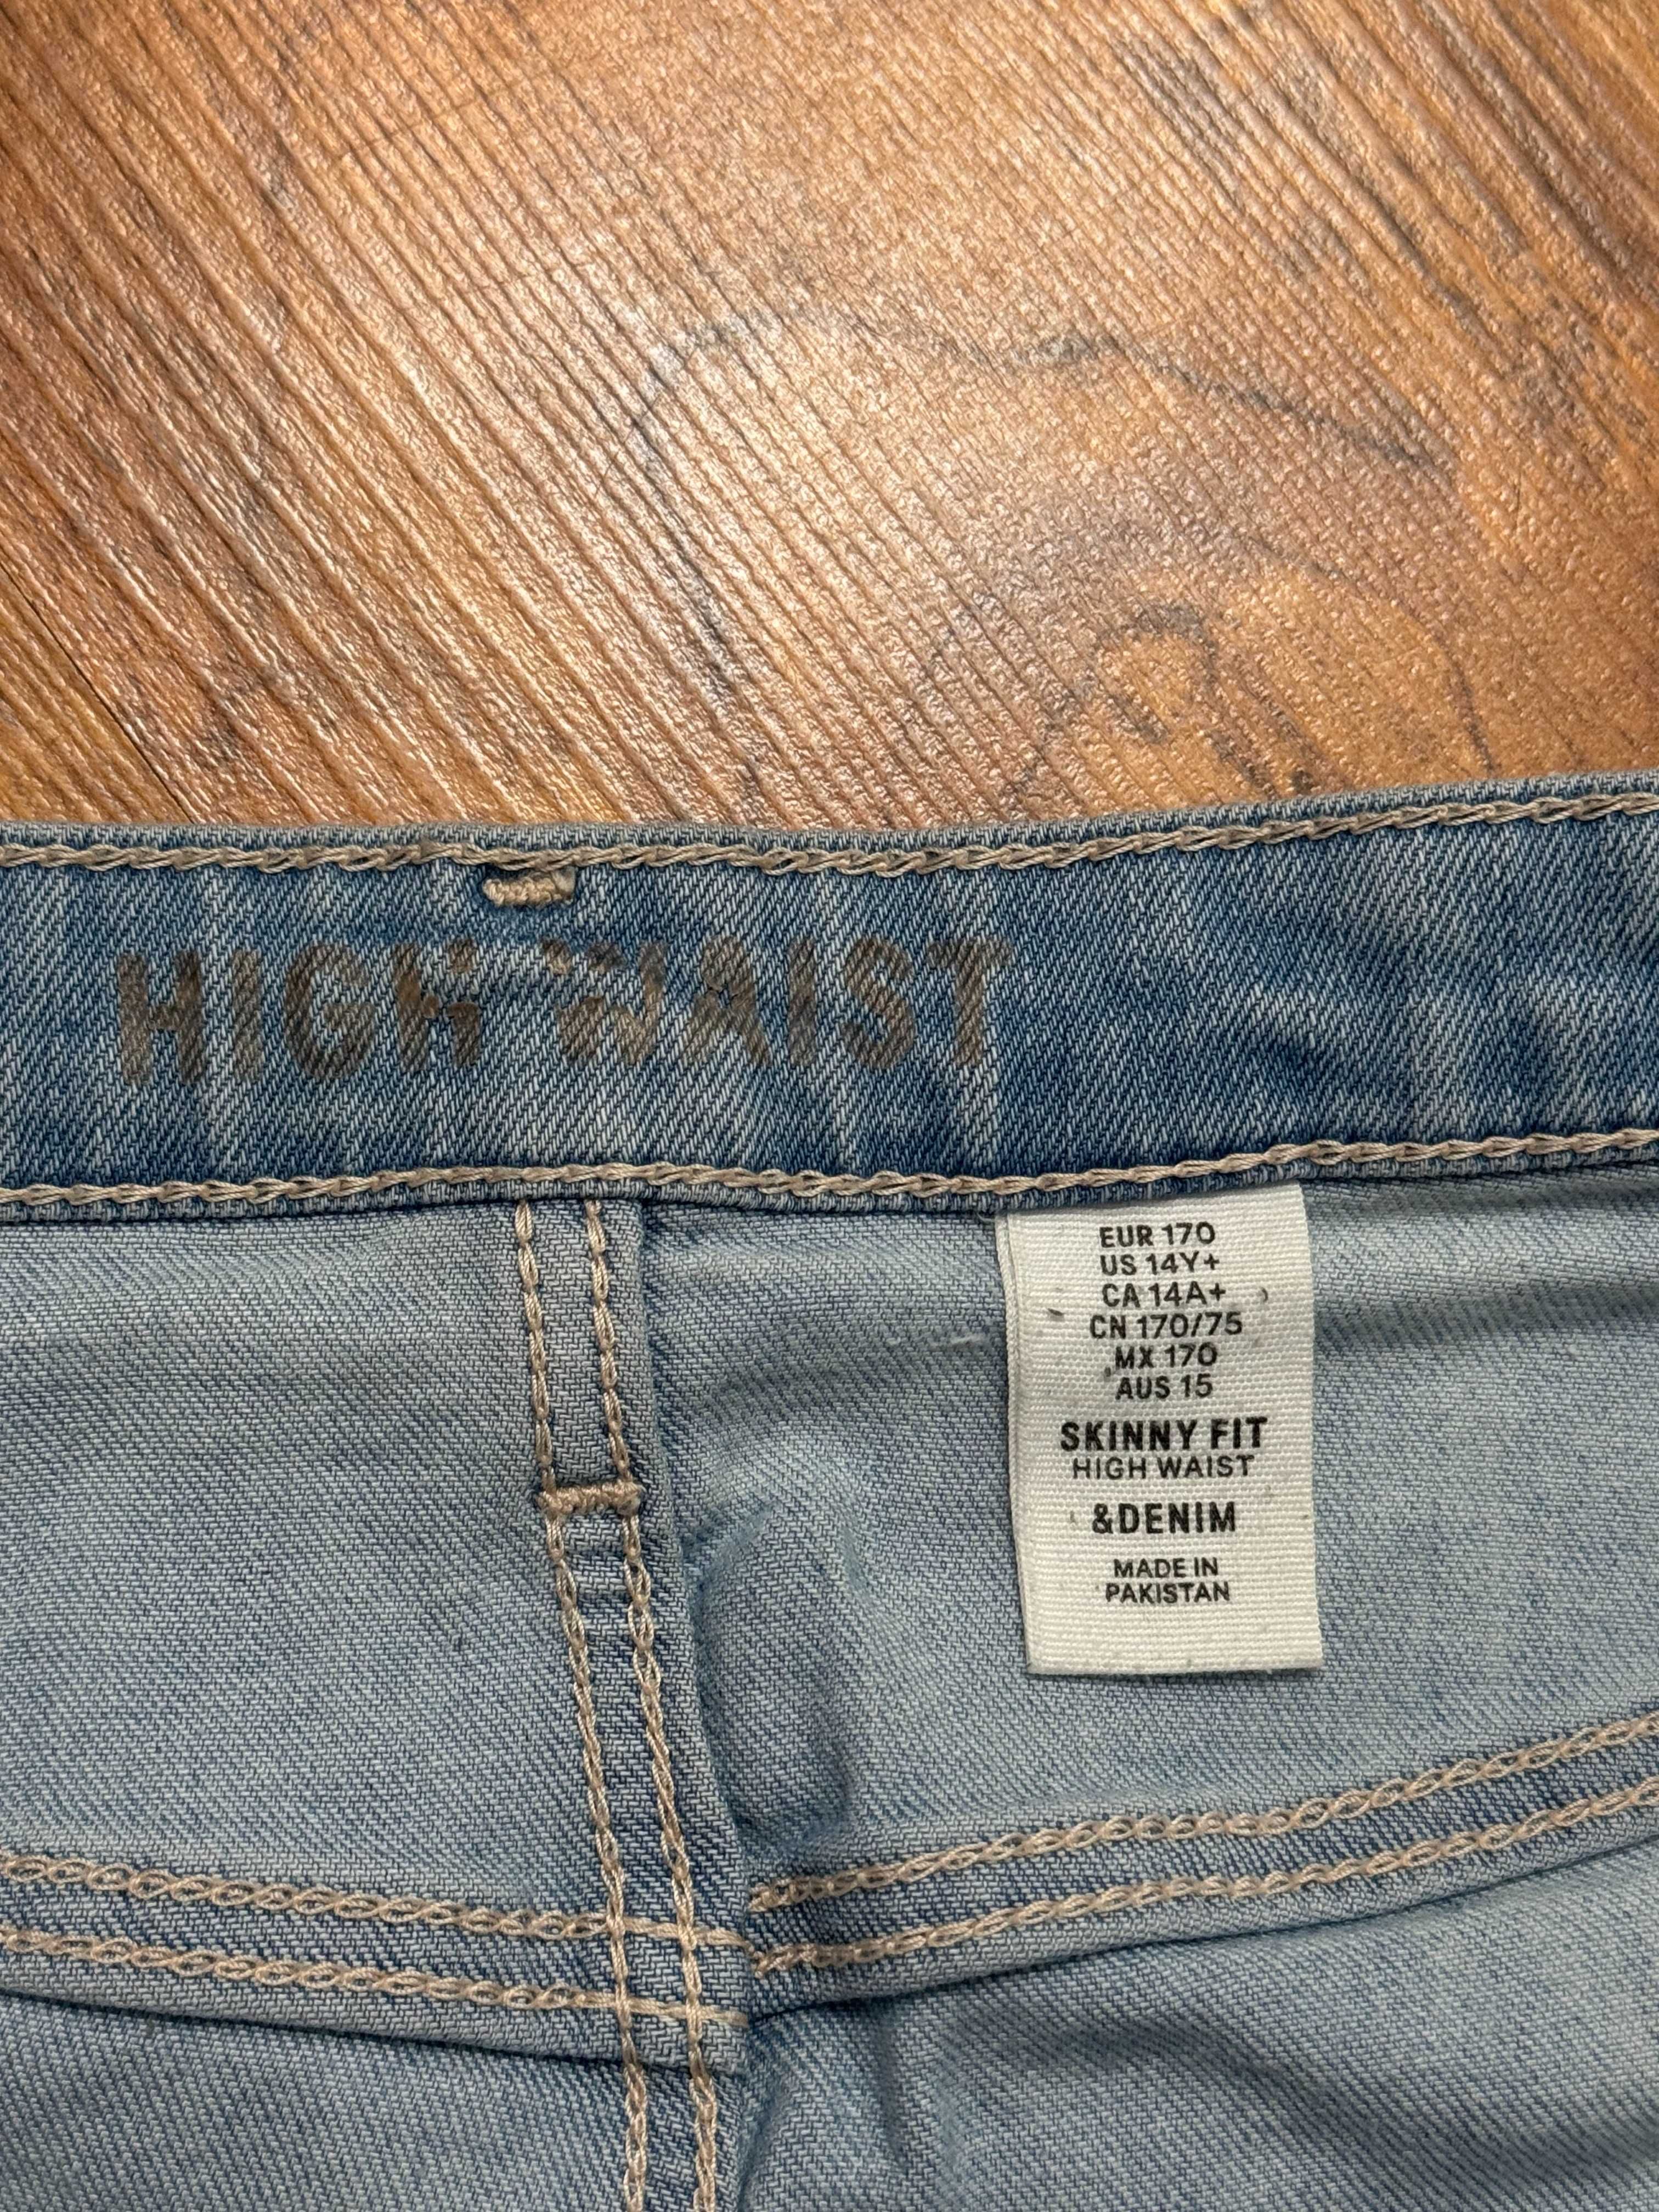 HIGH WAIST
EUR 170
US 14Y+
CA 14A+
CN 170/75
MX 170
AUS 15
SKINNY FIT
HIGH WAIST
&DENIM
MADE IN
PAKISTAN